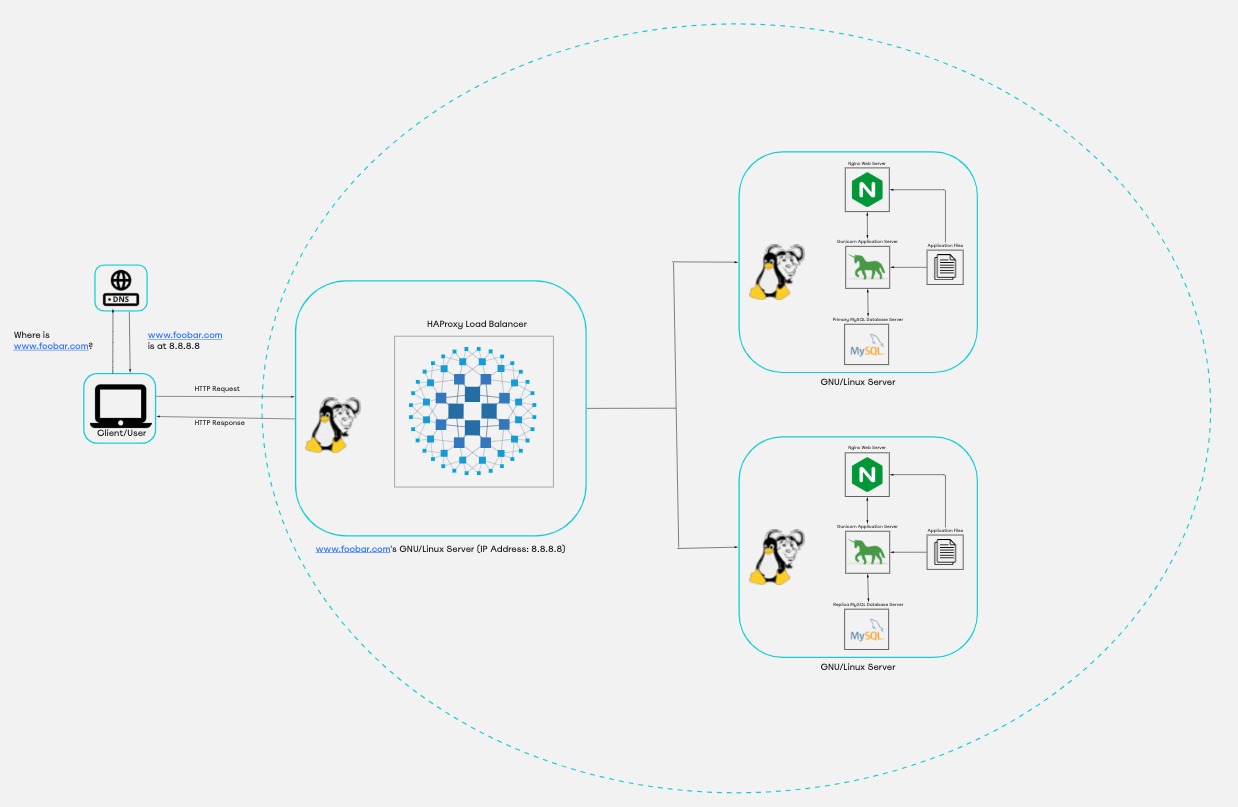 DNS
Where is
www.foobar.com?
www.foobar.com
is at 8.8.8.8
Client/User
HTTP Request
HTTP Response
HAProxy Load Balancer
www.foobar.com's GNU/Linux Server (IP Address: 8.8.8.8)
Nginx Web Server
N
Gunicorn Application Server
Application Files
Primary MySQL Database Server
MySQL
GNU/Linux Server
Nginx Web Server
N
Gunicorn Application Server
Application Files
Replica MySQL Database Server
MySQL
GNU/Linux Server